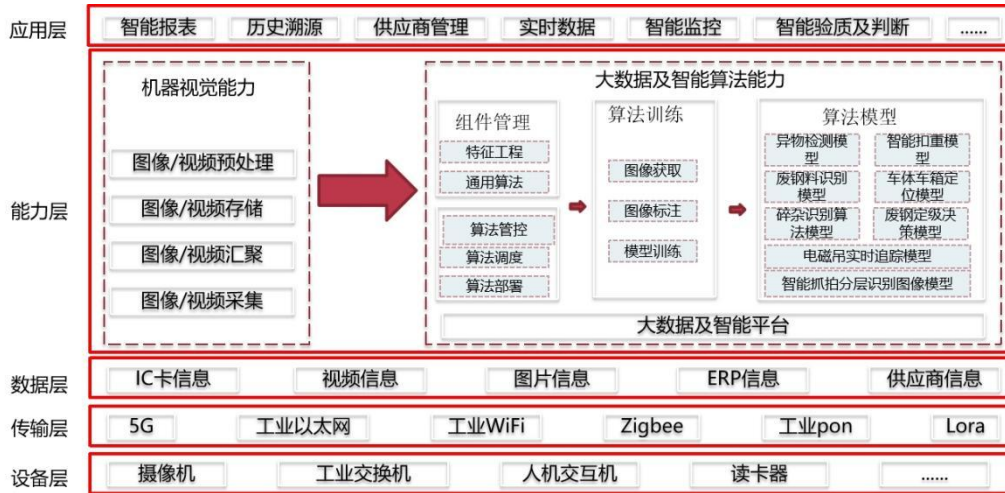 应用层
智能报表
历史溯源
供应商管理
实时数据
智能监控
智能验质及判断
......
能力层
机器视觉能力
图像/视频预处理
图像/视频存储
图像/视频汇聚
图像/视频采集
大数据及智能算法能力
组件管理
特征工程
通用算法
算法管控
算法调度
算法部署
算法训练
图像获取
图像标注
模型训练
算法模型
异物检测模
型
智能扣重模
型
废钢料识别
模型
车体车箱定
位模型
碎杂识别算
法模型
废钢定级决
策模型
电磁吊实时追踪模型
智能抓拍分层识别图像模型
大数据及智能平台
数据层
IC卡信息
视频信息
图片信息
ERP信息
供应商信息
传输层
5G
工业以太网
工业WiFi
Zigbee
工业pon
Lora
设备层
摄像机
工业交换机
人机交互机
读卡器
......